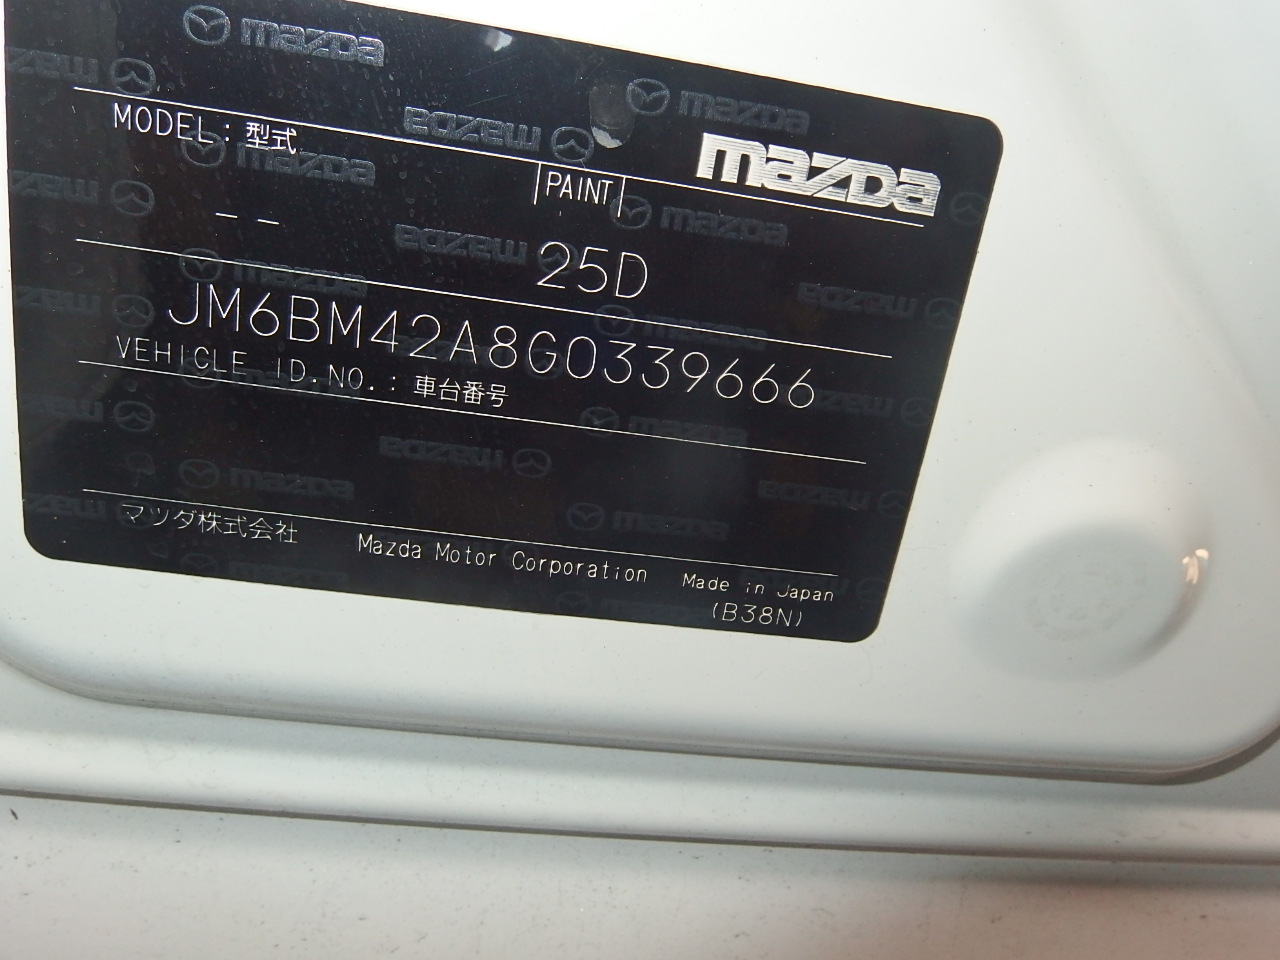 mazda
MODEL: 型式
PAINT
-- 25D
JM6BM42A8G0339666
VEHICLE ID.NO.: 車台番号
マツダ株式会社 Mazda Motor Corporation Made in Japan
(B38N)